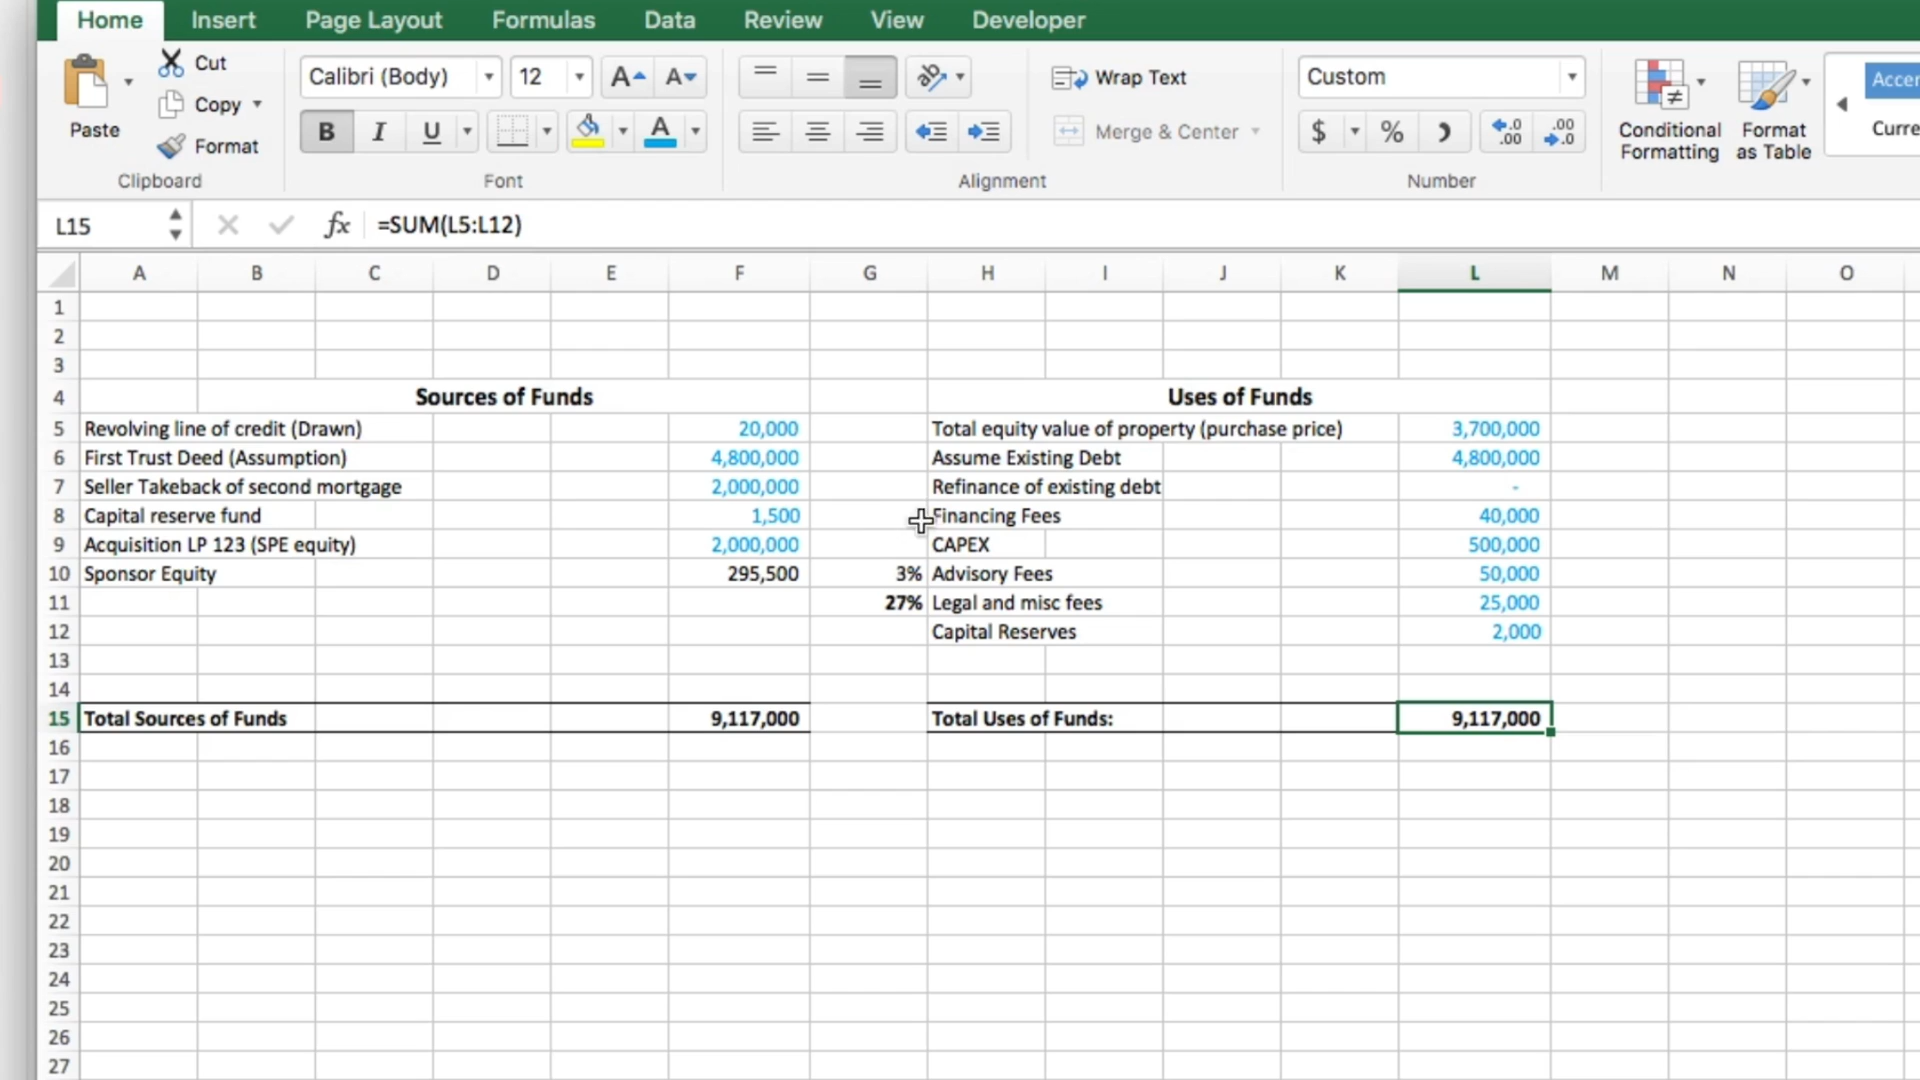 Home Insert Page Layout Formulas Data Review View Developer
Cut
Copy
Format
Paste
Calibri (Body) 12 A A
B I U A
ab
Wrap Text
Merge & Center
Custom
$ % .0 .00 .00 .0
Conditional Formatting
Format as Table
Clipboard Font Alignment Number
L15 fx =SUM(L5:L12)
A B C D E F G H I J K L M N O
1
2
3
4 Sources of Funds Uses of Funds
5 Revolving line of credit (Drawn) 20,000 Total equity value of property (purchase price) 3,700,000
6 First Trust Deed (Assumption) 4,800,000 Assume Existing Debt 4,800,000
7 Seller Takeback of second mortgage 2,000,000 Refinance of existing debt -
8 Capital reserve fund 1,500 Financing Fees 40,000
9 Acquisition LP 123 (SPE equity) 2,000,000 CAPEX 500,000
10 Sponsor Equity 295,500 3% Advisory Fees 50,000
11 27% Legal and misc fees 25,000
12 Capital Reserves 2,000
13
14
15 Total Sources of Funds 9,117,000 Total Uses of Funds: 9,117,000
16
17
18
19
20
21
22
23
24
25
26
27